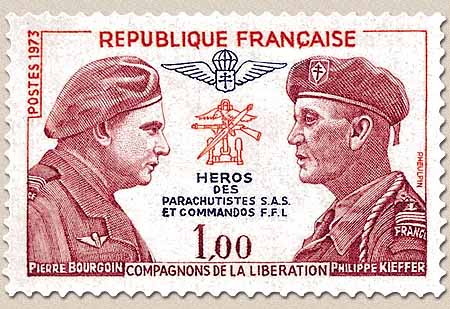 POSTES 1973
REPUBLIQUE FRANÇAISE
HEROS
DES
PARACHUTISTES S.A.S.
ET COMMANDOS F.F.L
1,00
PHEULPIN
FRANC
PIERRE BOURGOIN COMPAGNONS DE LA LIBERATION PHILIPPE KIEFFER